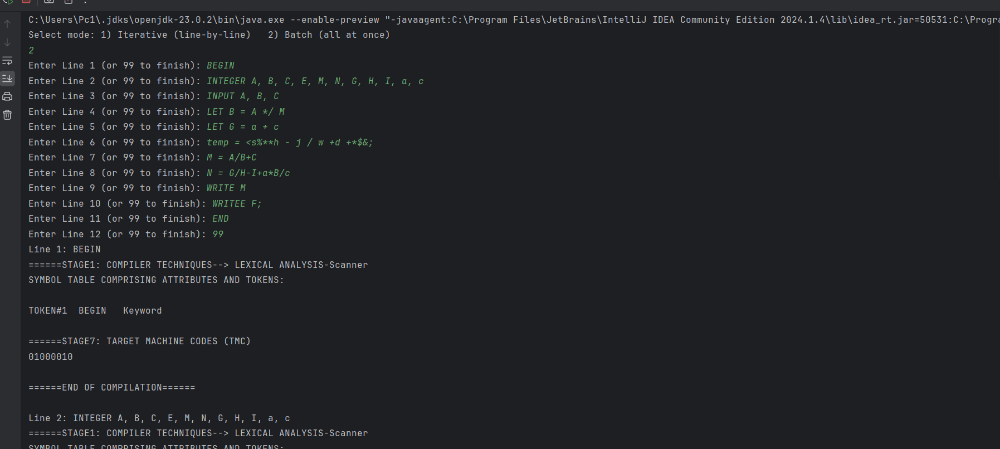 C:\Users\Pc1\.jdks\openjdk-23.0.2\bin\java.exe --enable-preview "-javaagent:C:\Program Files\JetBrains\IntelliJ IDEA Community Edition 2024.1.4\lib\idea_rt.jar=50531:C:\Progra
Select mode: 1) Iterative (line-by-line)   2) Batch (all at once)
2
Enter Line 1 (or 99 to finish): BEGIN
Enter Line 2 (or 99 to finish): INTEGER A, B, C, E, M, N, G, H, I, a, c
Enter Line 3 (or 99 to finish): INPUT A, B, C
Enter Line 4 (or 99 to finish): LET B = A */ M
Enter Line 5 (or 99 to finish): LET G = a + c
Enter Line 6 (or 99 to finish): temp = <s%**h - j / w +d +*$&;
Enter Line 7 (or 99 to finish): M = A/B+C
Enter Line 8 (or 99 to finish): N = G/H-I+a*B/c
Enter Line 9 (or 99 to finish): WRITE M
Enter Line 10 (or 99 to finish): WRITEE F;
Enter Line 11 (or 99 to finish): END
Enter Line 12 (or 99 to finish): 99
Line 1: BEGIN
======STAGE1: COMPILER TECHNIQUES--> LEXICAL ANALYSIS-Scanner
SYMBOL TABLE COMPRISING ATTRIBUTES AND TOKENS:
TOKEN#1  BEGIN   Keyword
======STAGE7: TARGET MACHINE CODES (TMC)
01000010
======END OF COMPILATION======
Line 2: INTEGER A, B, C, E, M, N, G, H, I, a, c
======STAGE1: COMPILER TECHNIQUES--> LEXICAL ANALYSIS-Scanner
SYMBOL TABLE COMPRISING ATTRIBUTES AND TOKENS: